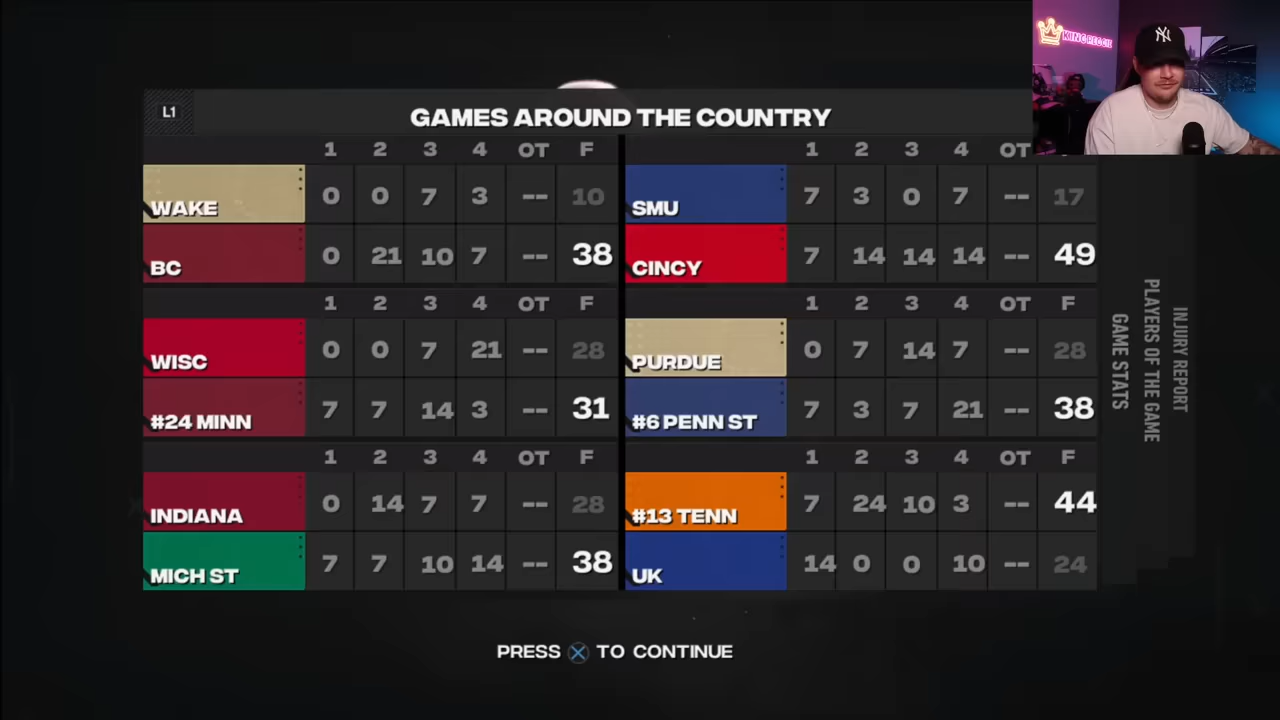 KING REGGIE
NY
L1
GAMES AROUND THE COUNTRY
1 2 3 4 OT F
WAKE 0 0 7 3 -- 10
BC 0 21 10 7 -- 38
1 2 3 4 OT F
SMU 7 3 0 7 -- 17
CINCY 7 14 14 14 -- 49
1 2 3 4 OT F
WISC 0 0 7 21 -- 28
#24 MINN 7 7 14 3 -- 31
1 2 3 4 OT F
PURDUE 0 7 14 7 -- 28
#6 PENN ST 7 3 7 21 -- 38
1 2 3 4 OT F
INDIANA 0 14 7 7 -- 28
MICH ST 7 7 10 14 -- 38
1 2 3 4 OT F
#13 TENN 7 24 10 3 -- 44
UK 14 0 0 10 -- 24
GAME STATS
PLAYERS OF THE GAME
INJURY REPORT
PRESS X TO CONTINUE